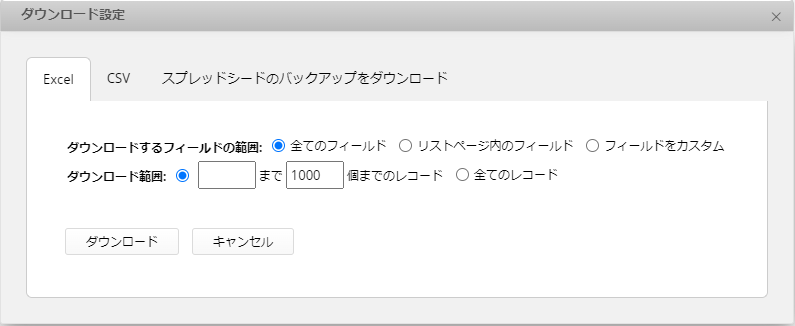 ダウンロード設定
Excel CSV スプレッドシードのバックアップをダウンロード
ダウンロードするフィールドの範囲: 全てのフィールド リストページ内のフィールド フィールドをカスタム
ダウンロード範囲: まで 1000 個までのレコード 全てのレコード
ダウンロード キャンセル